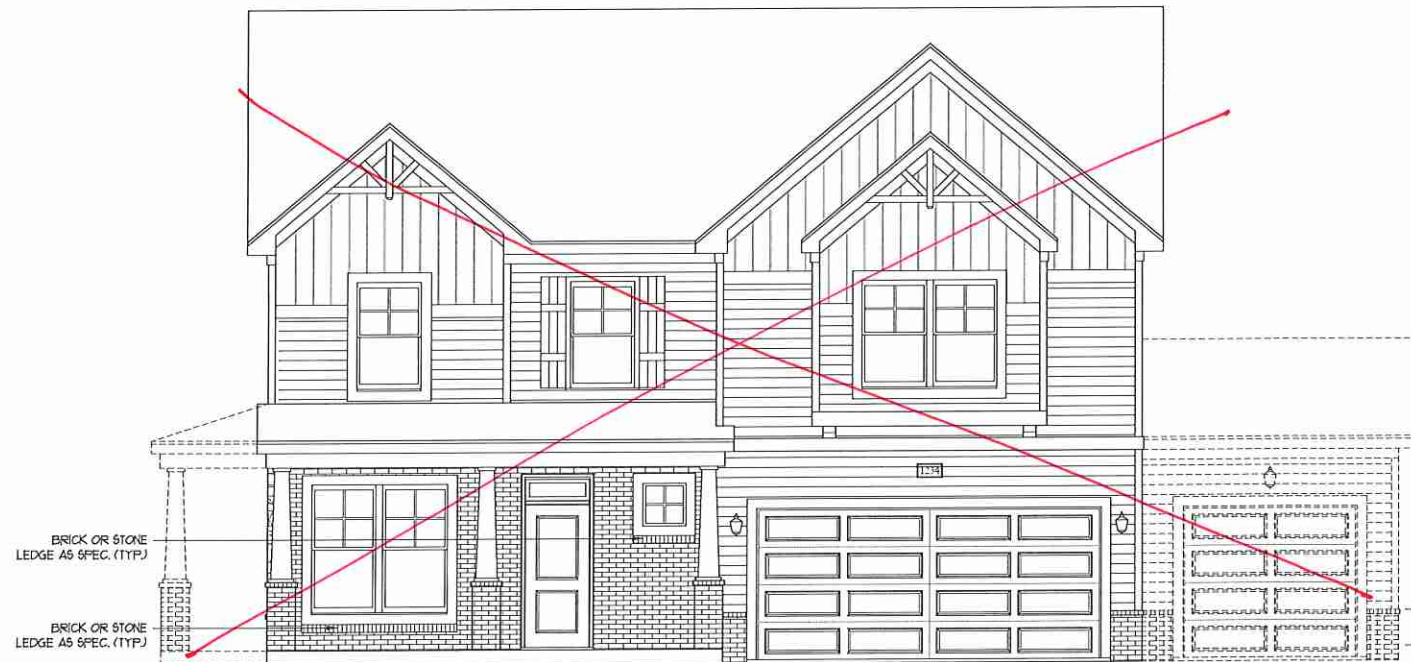 1234
BRICK OR STONE
LEDGE AS SPEC. (TYP.)
BRICK OR STONE
LEDGE AS SPEC. (TYP.)